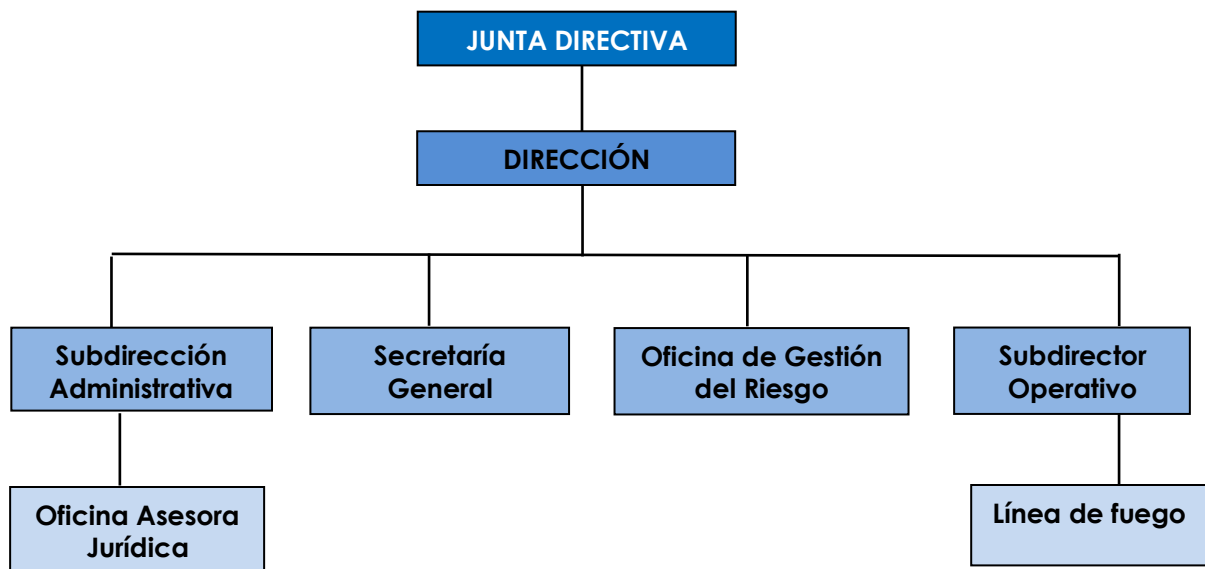 JUNTA DIRECTIVA
DIRECCIÓN
Subdirección
Administrativa
Secretaría
General
Oficina de Gestión
del Riesgo
Subdirector
Operativo
Oficina Asesora
Jurídica
Línea de fuego